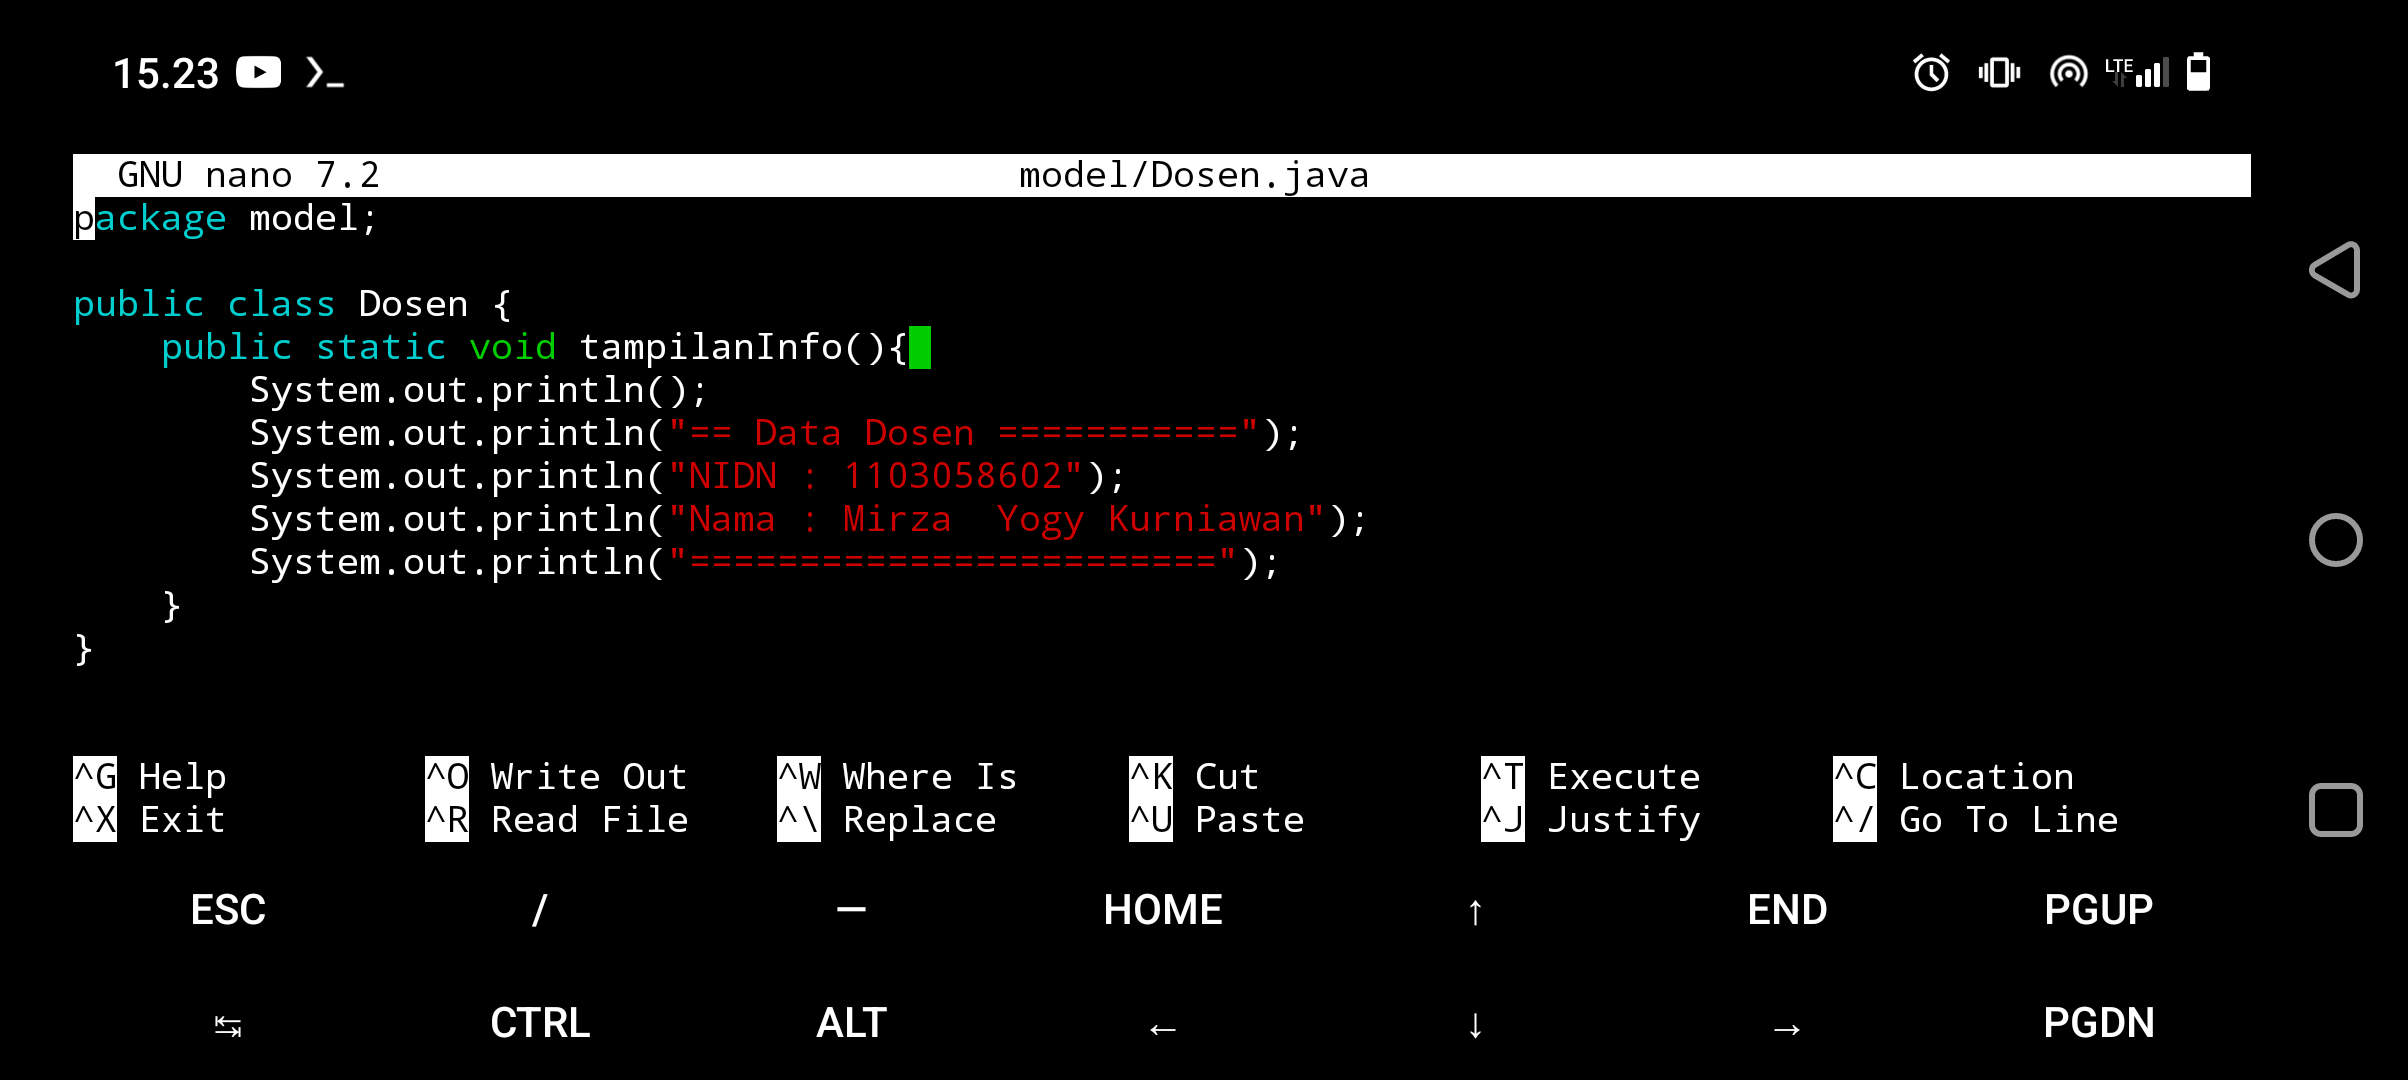 15.23 LTE
GNU nano 7.2 model/Dosen.java
package model;
public class Dosen {
    public static void tampilanInfo(){
        System.out.println();
        System.out.println("== Data Dosen ===========");
        System.out.println("NIDN : 1103058602");
        System.out.println("Nama : Mirza  Yogy Kurniawan");
        System.out.println("========================");
    }
}
^G Help ^O Write Out ^W Where Is ^K Cut ^T Execute ^C Location
^X Exit ^R Read File ^\ Replace ^U Paste ^J Justify ^/ Go To Line
ESC / — HOME ↑ END PGUP
↹ CTRL ALT ← ↓ → PGDN